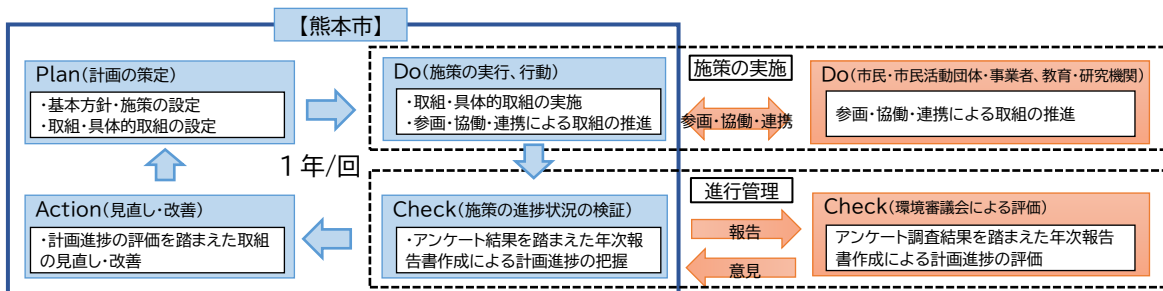 【熊本市】
Plan(計画の策定)
・基本方針・施策の設定
・取組・具体的取組の設定
Do(施策の実行、行動)
・取組・具体的取組の実施
・参画・協働・連携による取組の推進
施策の実施
参画・協働・連携
Do(市民・市民活動団体・事業者、教育・研究機関)
参画・協働・連携による取組の推進
1年/回
Action(見直し・改善)
・計画進捗の評価を踏まえた取組
の見直し・改善
Check(施策の進捗状況の検証)
・アンケート結果を踏まえた年次報
告書作成による計画進捗の把握
進行管理
報告
意見
Check(環境審議会による評価)
アンケート調査結果を踏まえた年次報告
書作成による計画進捗の評価